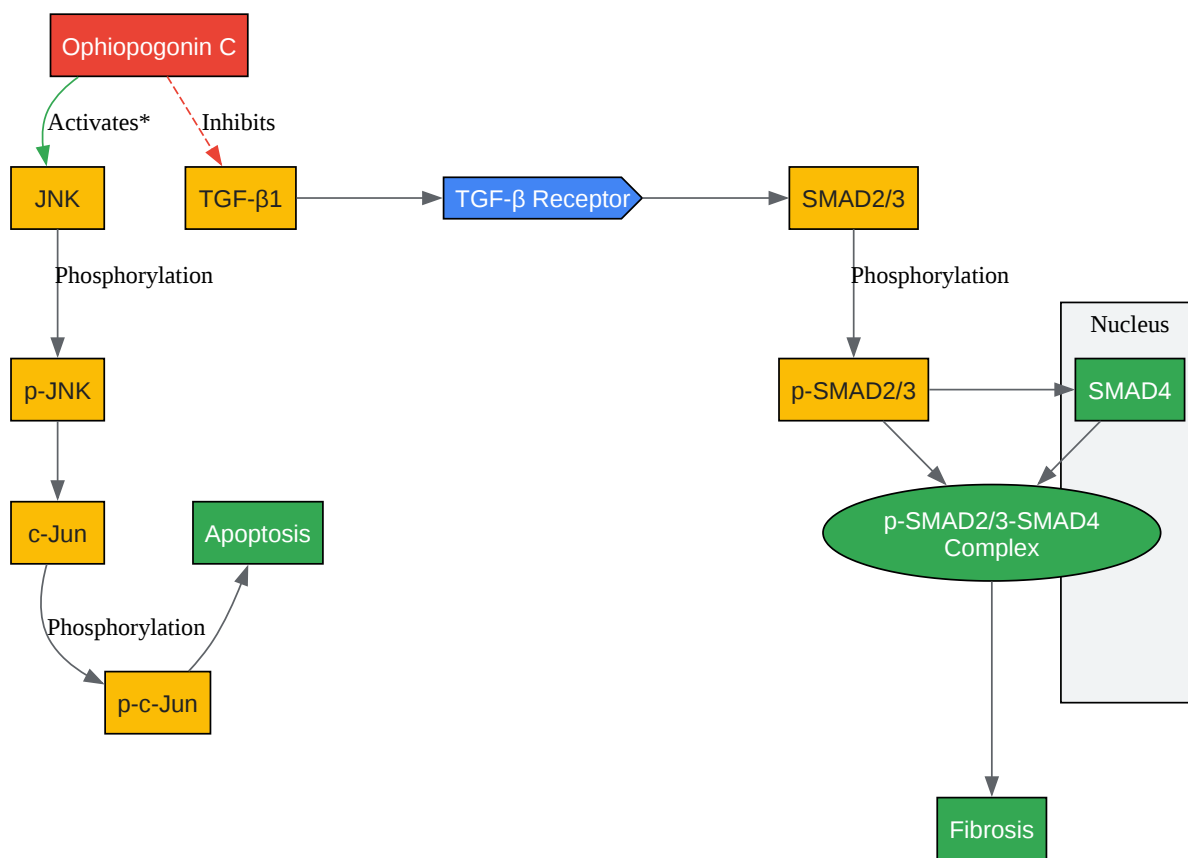 Ophiopogonin C
Activates*
Inhibits
JNK
TGF-β1
TGF-β Receptor
SMAD2/3
Phosphorylation
Phosphorylation
Nucleus
p-JNK
p-SMAD2/3
SMAD4
c-Jun
Apoptosis
p-SMAD2/3-SMAD4
Complex
Phosphorylation
p-c-Jun
Fibrosis